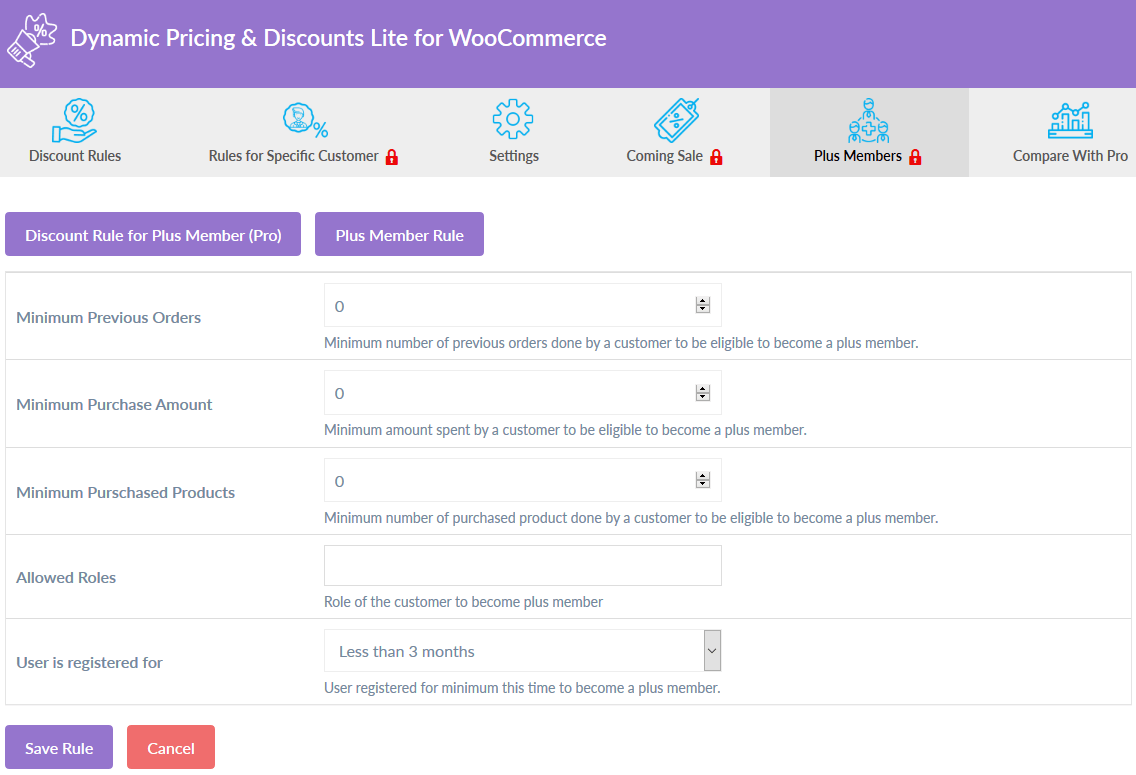 Dynamic Pricing & Discounts Lite for WooCommerce
Discount Rules
Rules for Specific Customer
Settings
Coming Sale
Plus Members
Compare With Pro
Discount Rule for Plus Member (Pro)
Plus Member Rule
Minimum Previous Orders
0
Minimum number of previous orders done by a customer to be eligible to become a plus member.
Minimum Purchase Amount
0
Minimum amount spent by a customer to be eligible to become a plus member.
Minimum Purschased Products
0
Minimum number of purchased product done by a customer to be eligible to become a plus member.
Allowed Roles
Role of the customer to become plus member
User is registered for
Less than 3 months
User registered for minimum this time to become a plus member.
Save Rule
Cancel